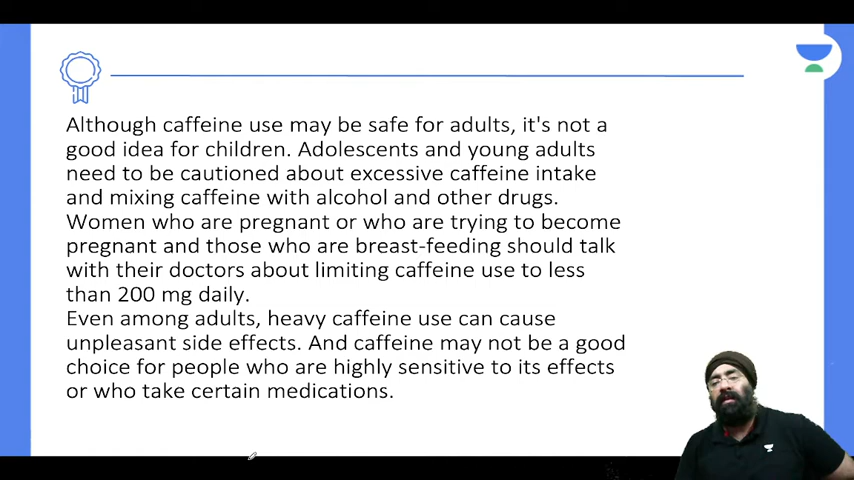 Although caffeine use may be safe for adults, it's not a
good idea for children. Adolescents and young adults
need to be cautioned about excessive caffeine intake
and mixing caffeine with alcohol and other drugs.
Women who are pregnant or who are trying to become
pregnant and those who are breast-feeding should talk
with their doctors about limiting caffeine use to less
than 200 mg daily.
Even among adults, heavy caffeine use can cause
unpleasant side effects. And caffeine may not be a good
choice for people who are highly sensitive to its effects
or who take certain medications.